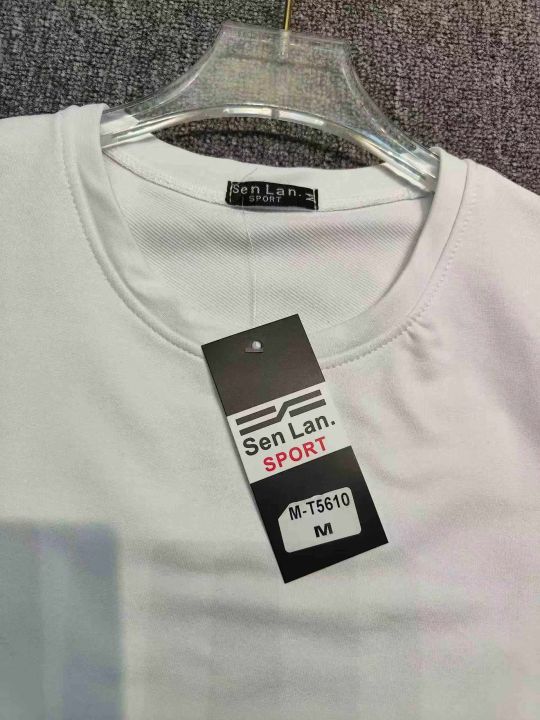 Sen Lan.
SPORT
M
Sen Lan.
SPORT
M-T5610
M